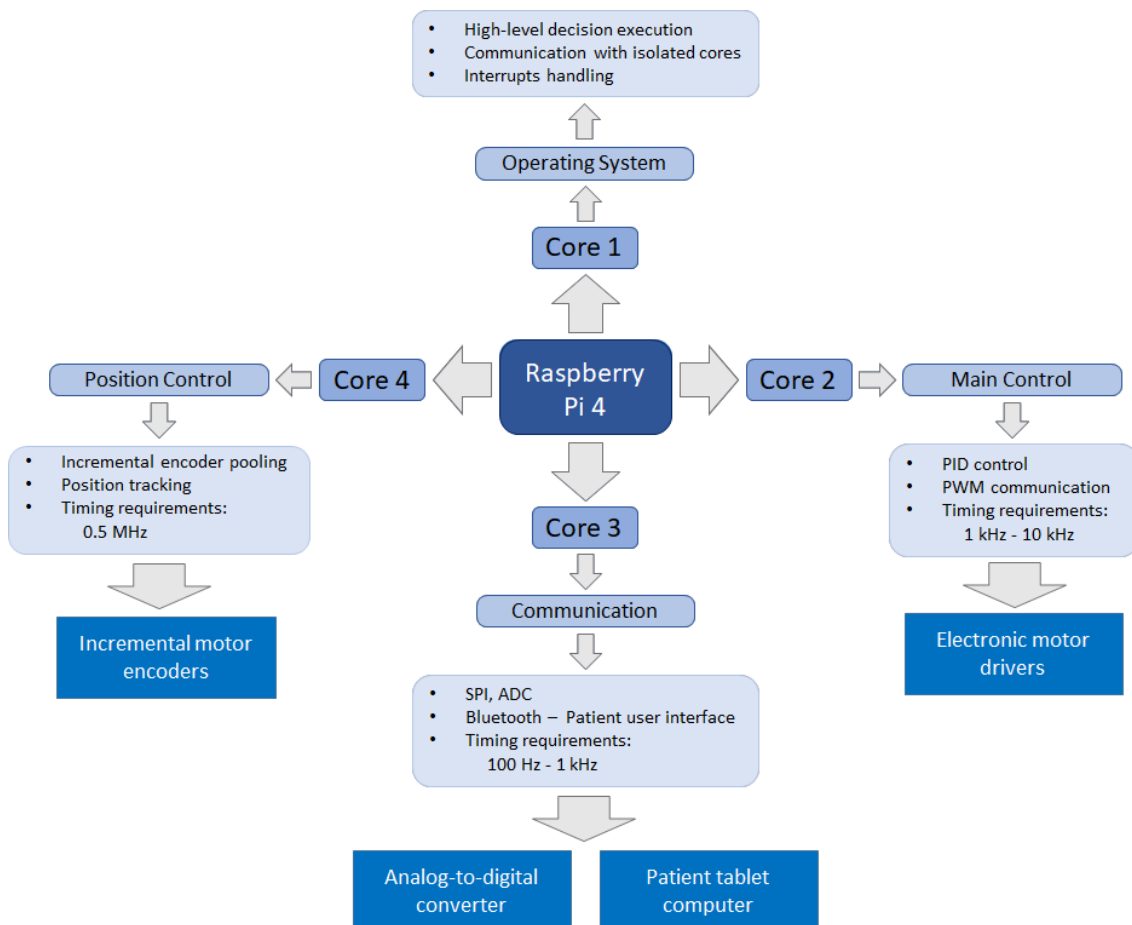 • High-level decision execution
• Communication with isolated cores
• Interrupts handling
Operating System
Core 1
Raspberry
Pi 4
Core 4
Position Control
• Incremental encoder pooling
• Position tracking
• Timing requirements:
0.5 MHz
Incremental motor
encoders
Core 2
Main Control
• PID control
• PWM communication
• Timing requirements:
1 kHz - 10 kHz
Electronic motor
drivers
Core 3
Communication
• SPI, ADC
• Bluetooth – Patient user interface
• Timing requirements:
100 Hz - 1 kHz
Analog-to-digital
converter
Patient tablet
computer